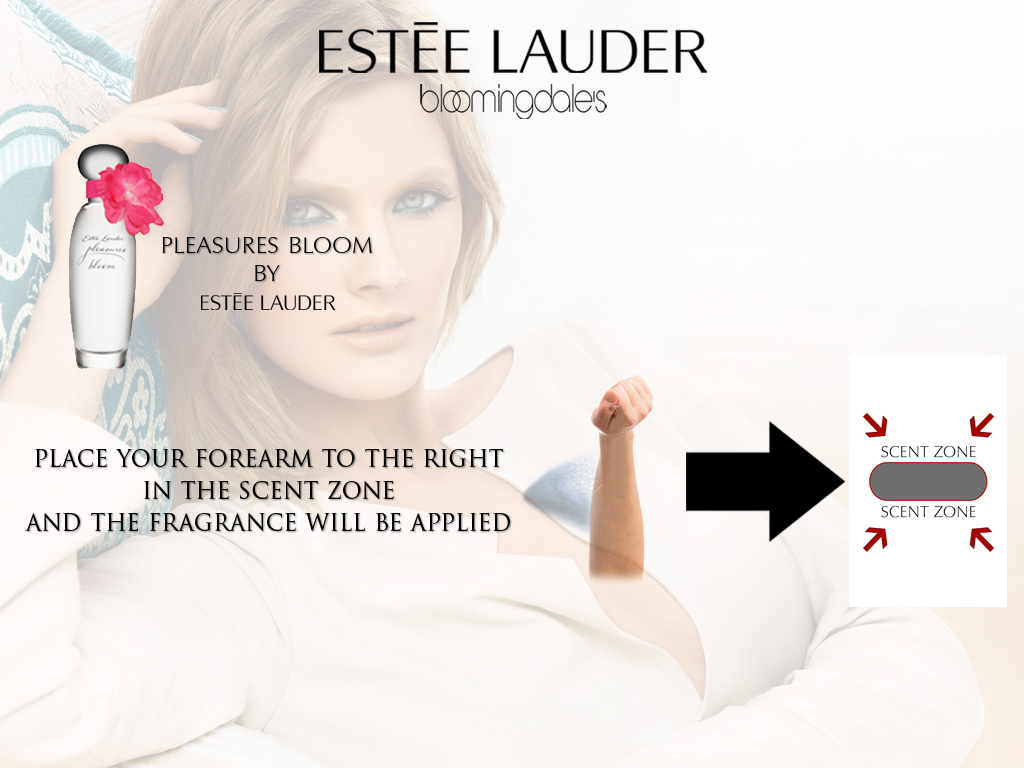 ESTĒE LAUDER
bloomingdale's
Estēe Lauder
pleasures
bloom
PLEASURES BLOOM
BY
ESTĒE LAUDER
PLACE YOUR FOREARM TO THE RIGHT
IN THE SCENT ZONE
AND THE FRAGRANCE WILL BE APPLIED
SCENT ZONE
SCENT ZONE